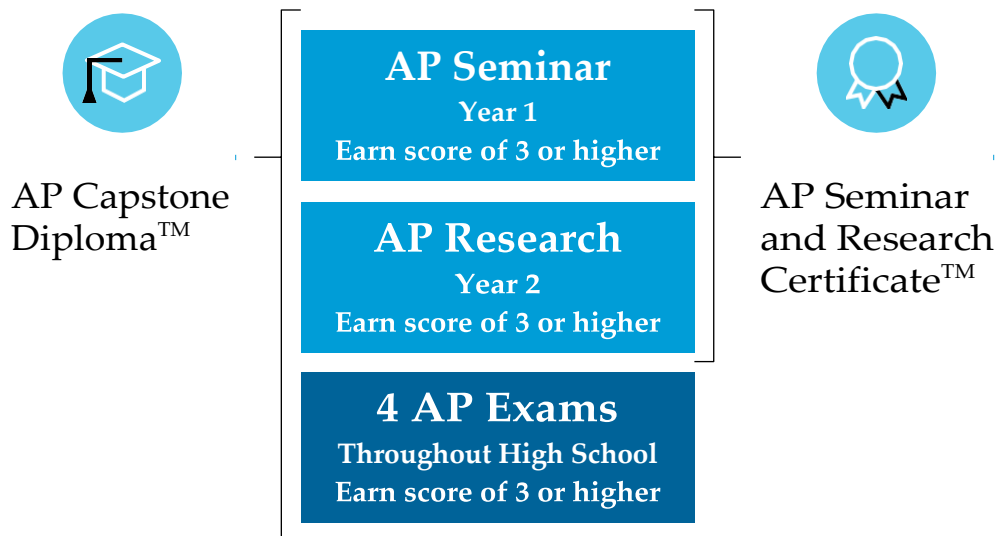 AP Capstone
Diploma™
AP Seminar
Year 1
Earn score of 3 or higher
AP Research
Year 2
Earn score of 3 or higher
4 AP Exams
Throughout High School
Earn score of 3 or higher
AP Seminar
and Research
Certificate™